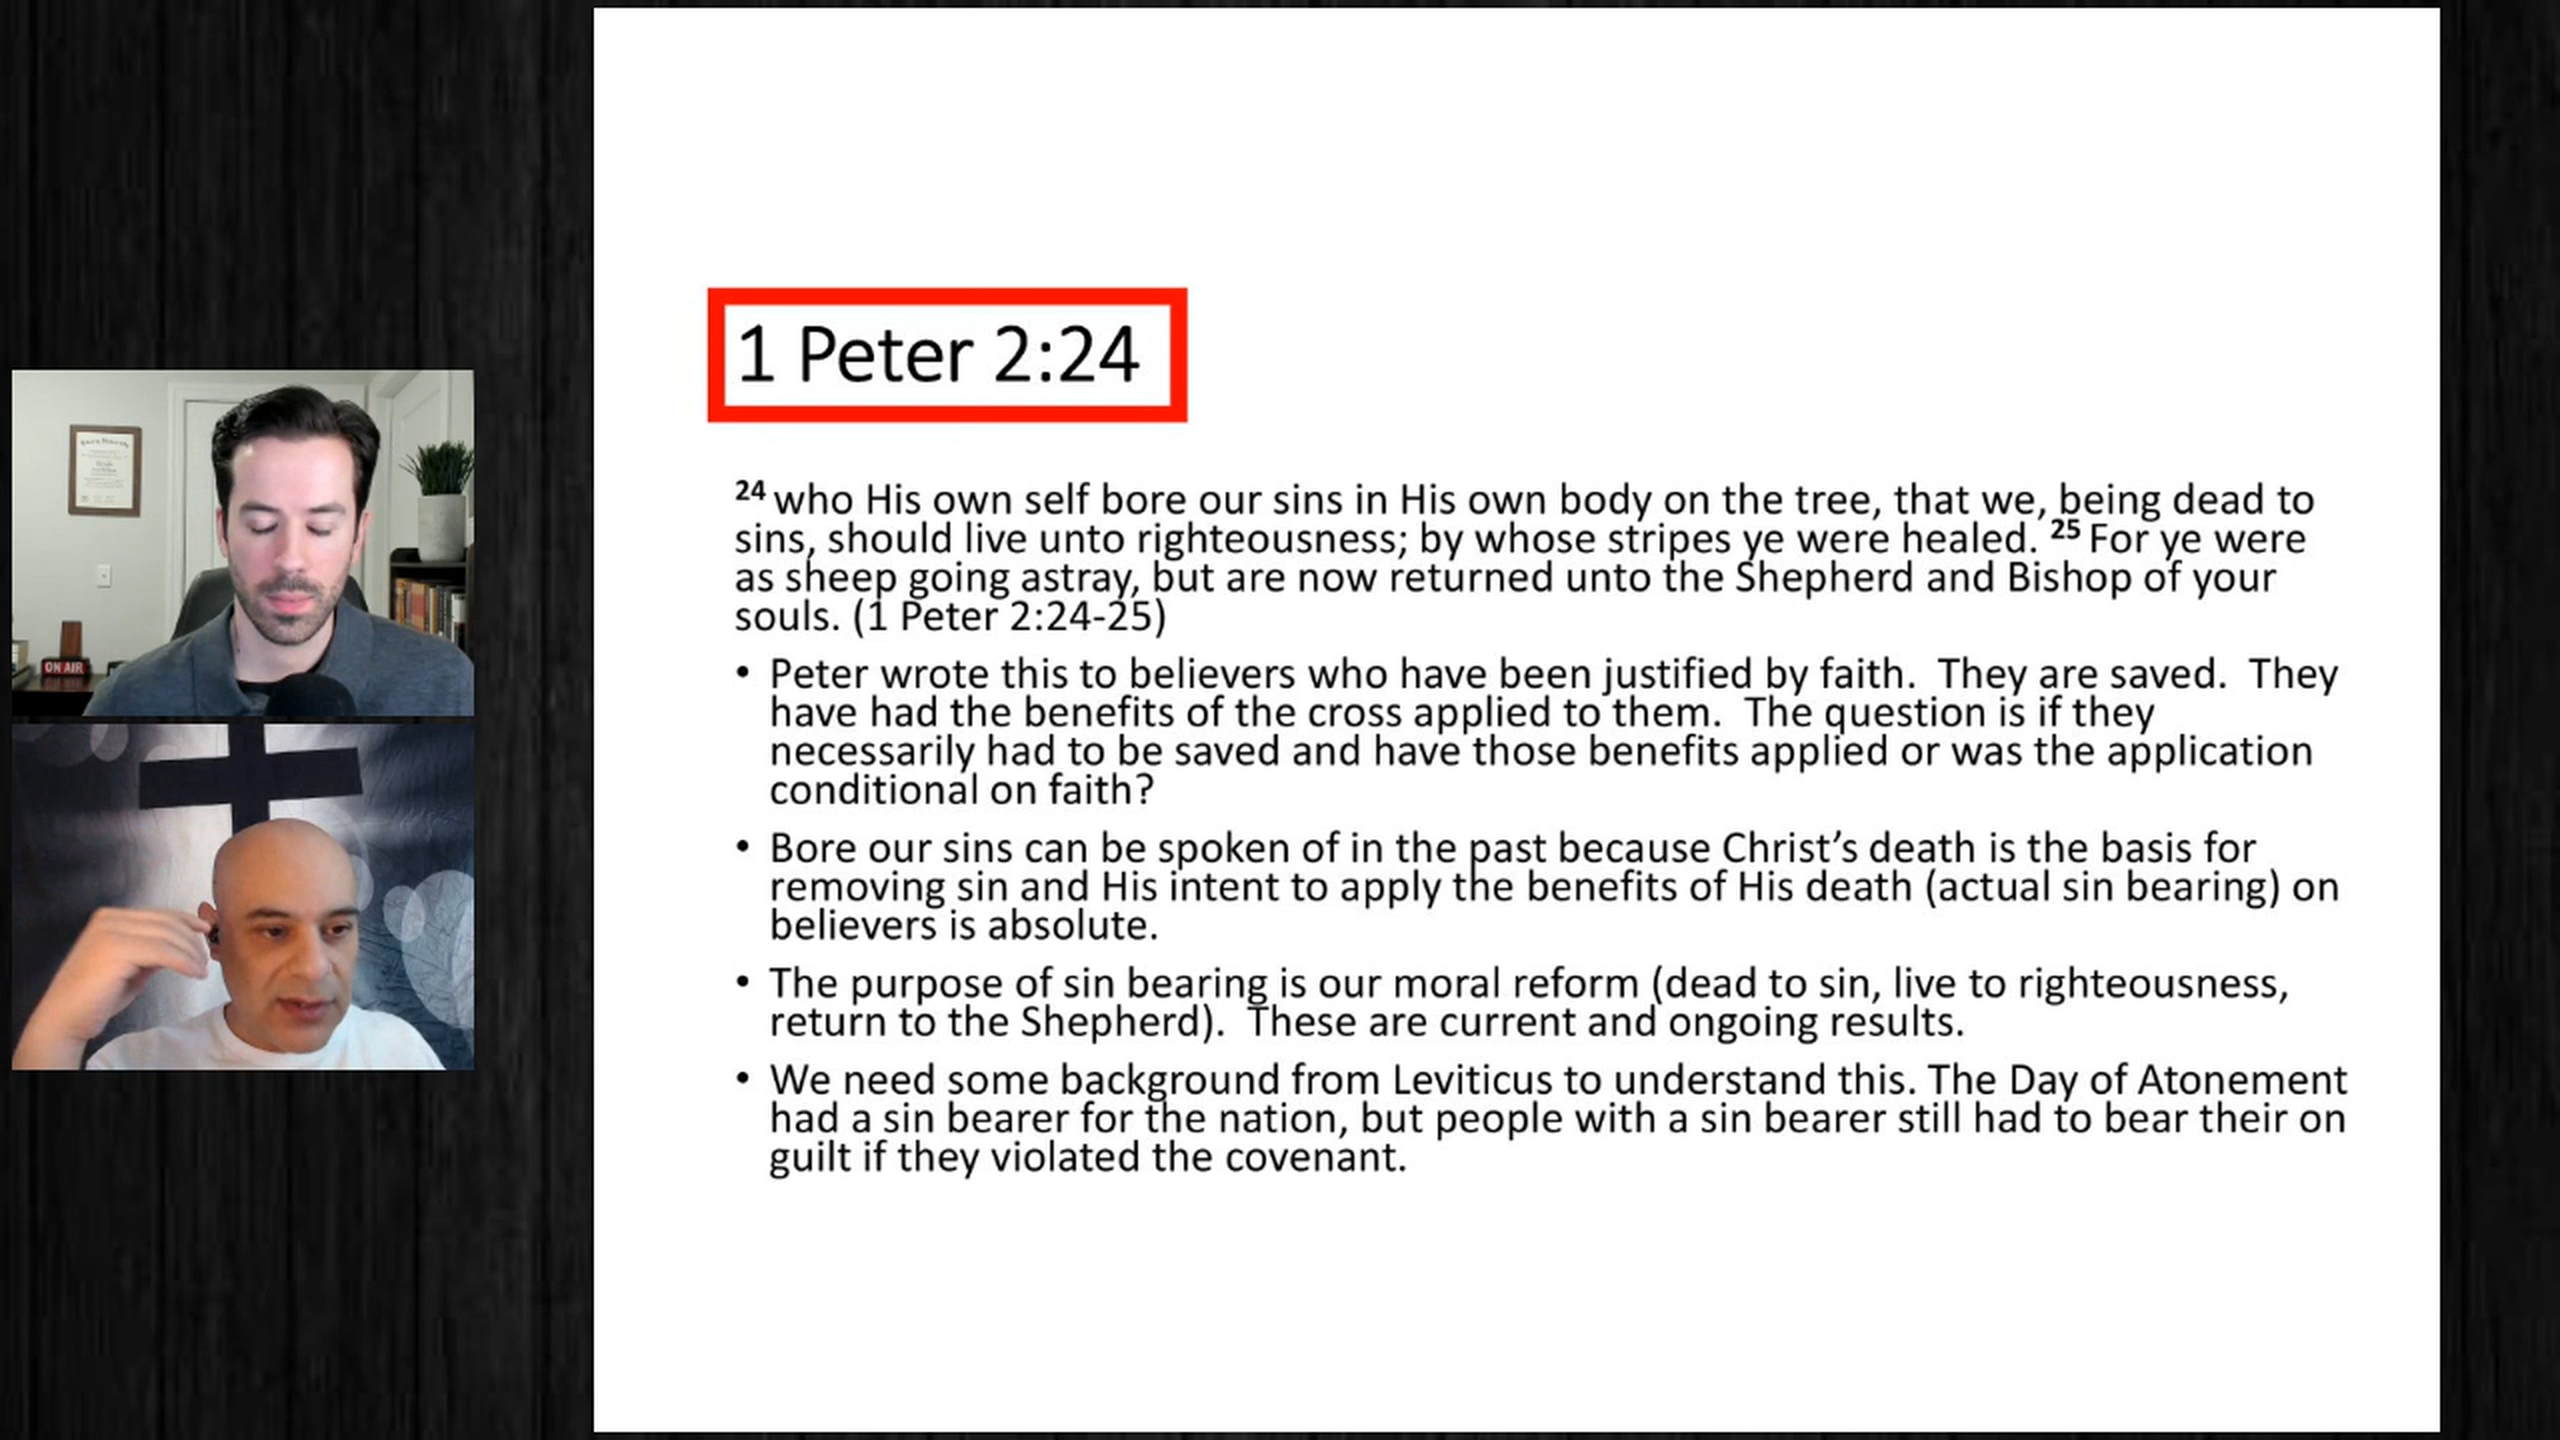 1 Peter 2:24
24 who His own self bore our sins in His own body on the tree, that we, being dead to
sins, should live unto righteousness; by whose stripes ye were healed. 25 For ye were
as sheep going astray, but are now returned unto the Shepherd and Bishop of your
souls. (1 Peter 2:24-25)
• Peter wrote this to believers who have been justified by faith.  They are saved.  They
have had the benefits of the cross applied to them.  The question is if they
necessarily had to be saved and have those benefits applied or was the application
conditional on faith?
• Bore our sins can be spoken of in the past because Christ’s death is the basis for
removing sin and His intent to apply the benefits of His death (actual sin bearing) on
believers is absolute.
• The purpose of sin bearing is our moral reform (dead to sin, live to righteousness,
return to the Shepherd).  These are current and ongoing results.
• We need some background from Leviticus to understand this. The Day of Atonement
had a sin bearer for the nation, but people with a sin bearer still had to bear their on
guilt if they violated the covenant.
ON AIR